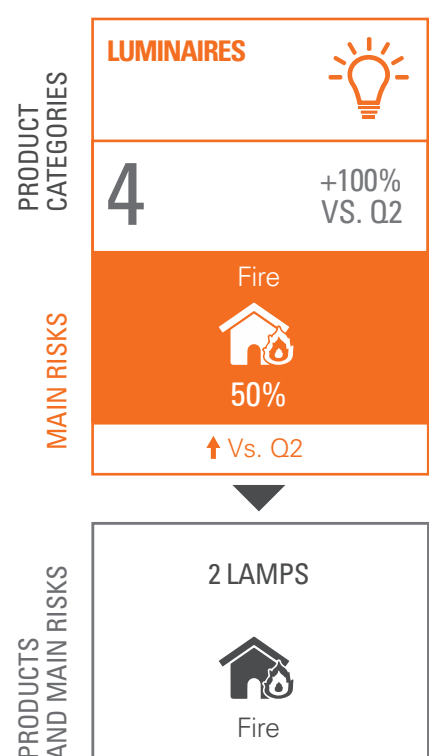 PRODUCT
CATEGORIES
LUMINAIRES
4
+100%
VS. Q2
MAIN RISKS
Fire
50%
Vs. Q2
PRODUCTS
AND MAIN RISKS
2 LAMPS
Fire